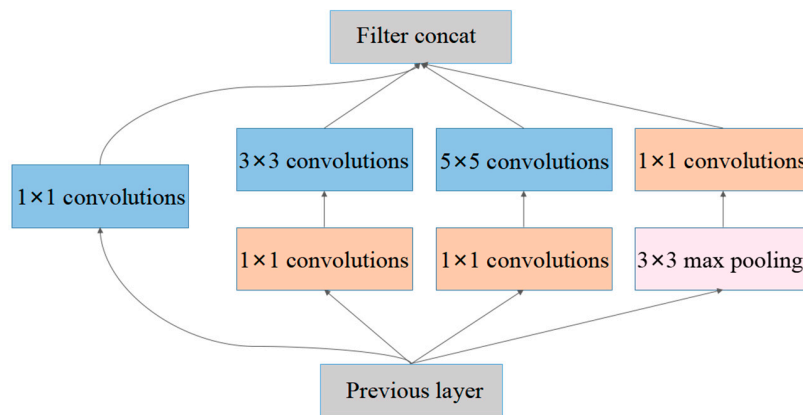 Filter concat
3×3 convolutions
5×5 convolutions
1×1 convolutions
1×1 convolutions
1×1 convolutions
1×1 convolutions
3×3 max pooling
Previous layer